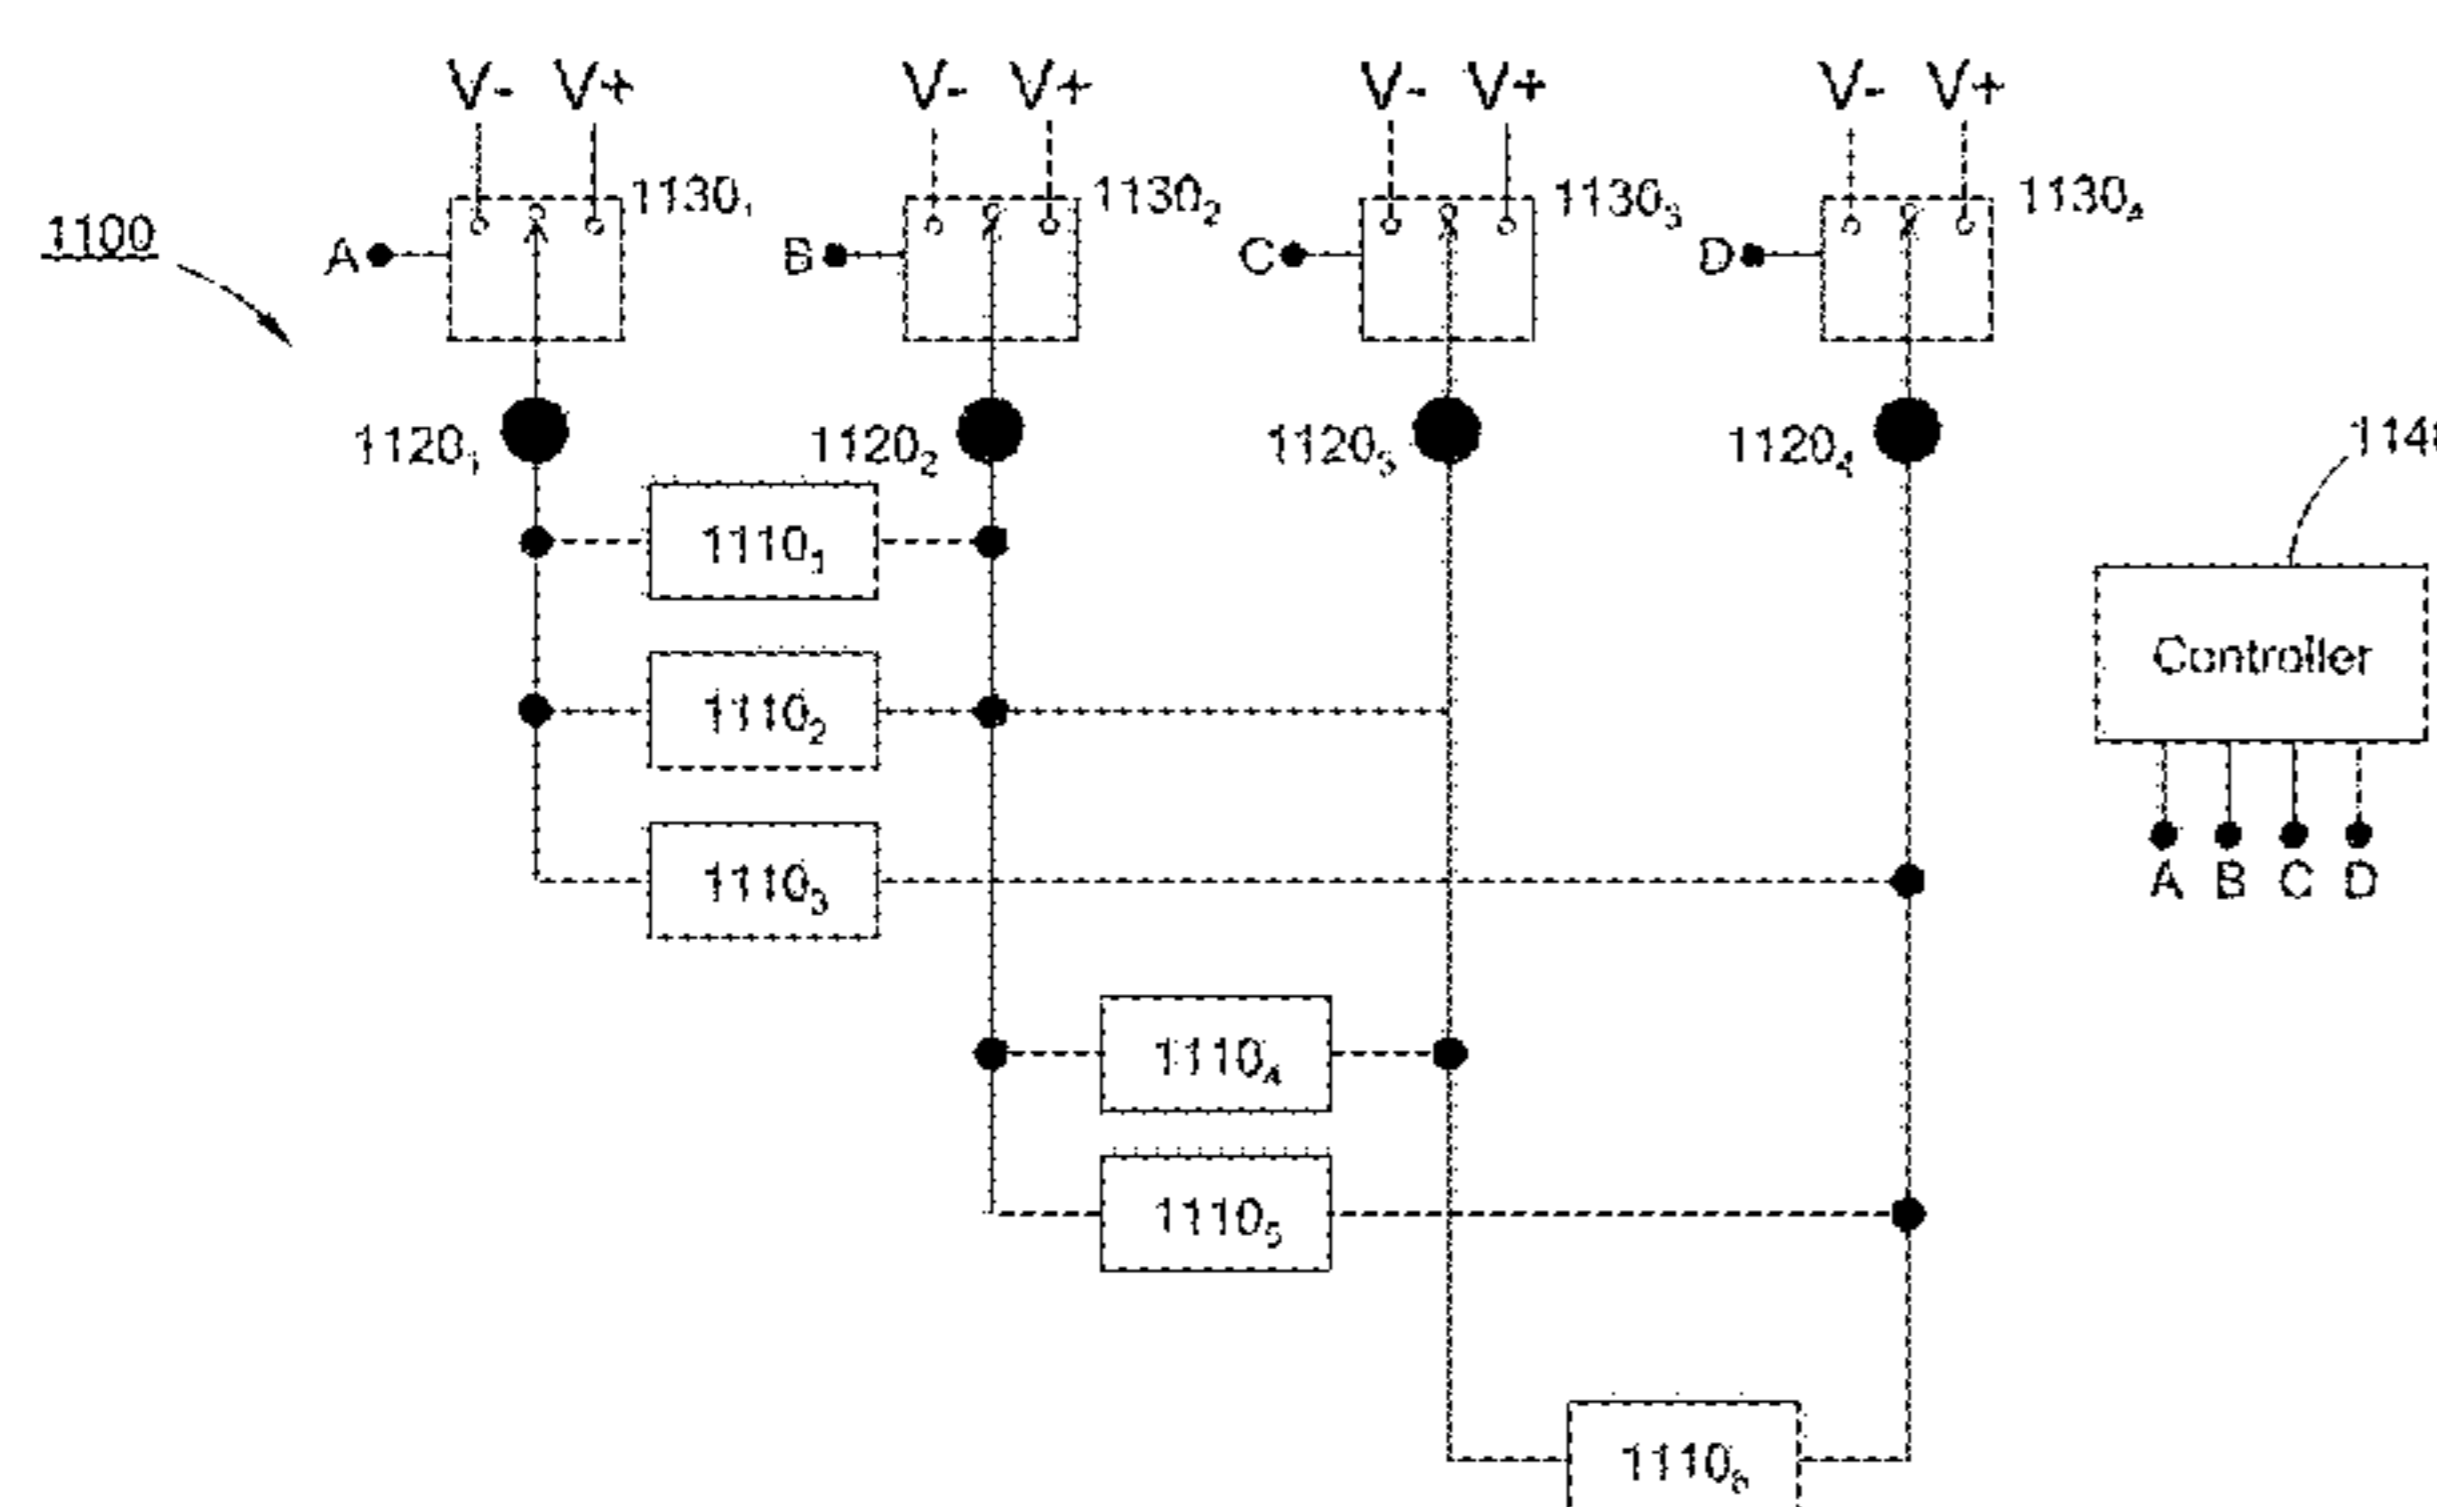 V- V+ V- V+ V- V+ V- V+
1130₁ 1130₂ 1130₃ 1130₄
1100
A B C D
1120₁ 1120₂ 1120₃ 1120₄
1110₁
1110₂
Controller
1110₃
A B C D
1110₄
1110₅
1110₆